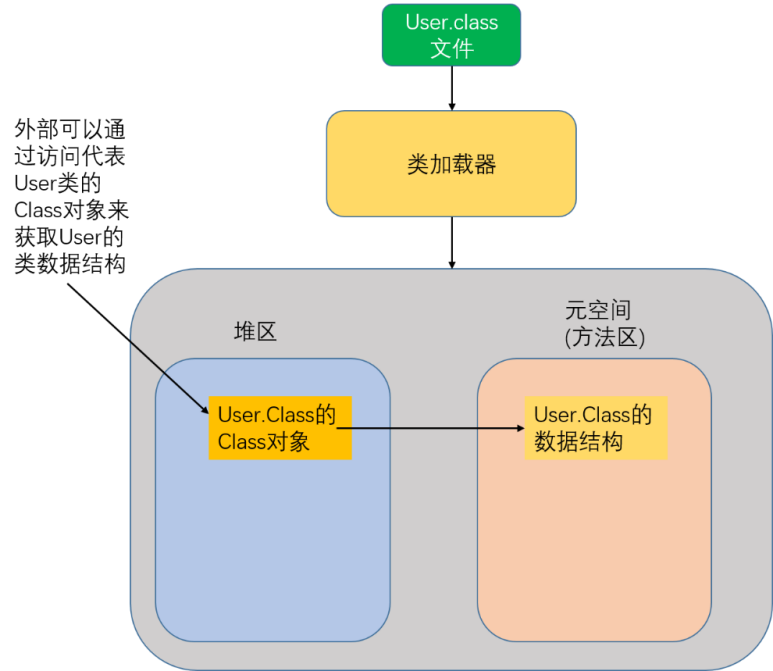 User.class
文件
类加载器
外部可以通
过访问代表
User类的
Class对象来
获取User的
类数据结构
堆区
元空间
(方法区)
User.Class的
Class对象
User.Class的
数据结构